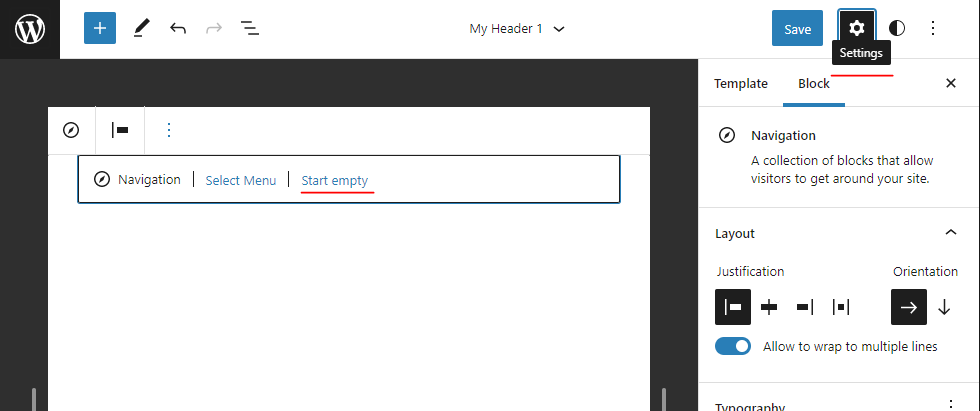 My Header 1
Save
Settings
Template Block
Navigation
A collection of blocks that allow
visitors to get around your site.
Navigation Select Menu Start empty
Layout
Justification Orientation
Allow to wrap to multiple lines
Typography